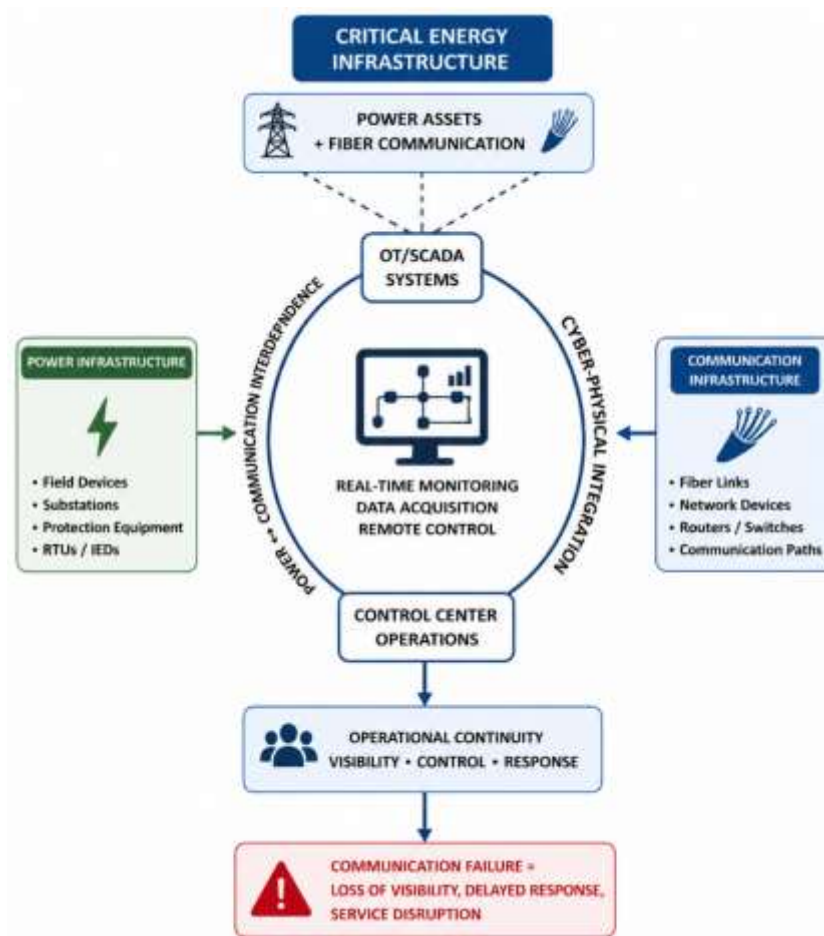 CRITICAL ENERGY
INFRASTRUCTURE
POWER ASSETS
+ FIBER COMMUNICATION
OT/SCADA
SYSTEMS
POWER ↔ COMMUNICATION INTERDEPNDENCE
CYBER-PHYSICAL INTEGRATION
POWER INFRASTRUCTURE
• Field Devices
• Substations
• Protection Equipment
• RTUs / IEDs
REAL-TIME MONITORING
DATA ACQUISITION
REMOTE CONTROL
COMMUNICATION
INFRASTRUCTURE
• Fiber Links
• Network Devices
• Routers / Switches
• Communication Paths
CONTROL CENTER
OPERATIONS
OPERATIONAL CONTINUITY
VISIBILITY • CONTROL • RESPONSE
COMMUNICATION FAILURE =
LOSS OF VISIBILITY, DELAYED RESPONSE,
SERVICE DISRUPTION